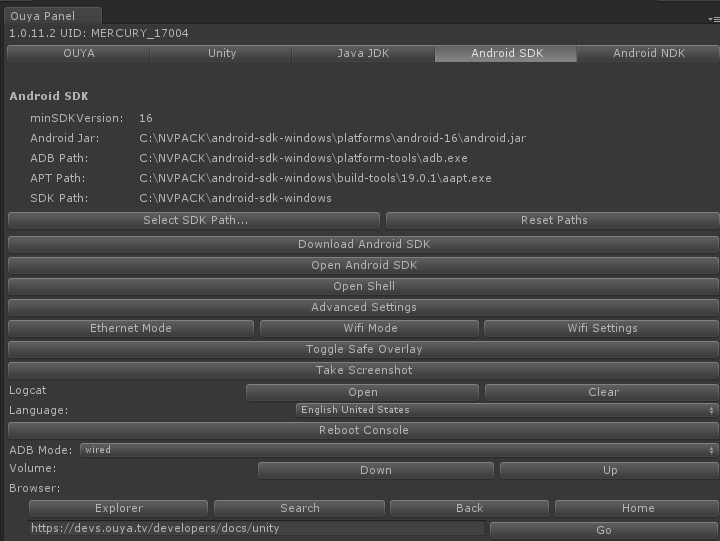 Ouya Panel
1.0.11.2 UID: MERCURY_17004
OUYA Unity Java JDK Android SDK Android NDK
Android SDK
minSDKVersion: 16
Android Jar: C:\NVPACK\android-sdk-windows\platforms\android-16\android.jar
ADB Path: C:\NVPACK\android-sdk-windows\platform-tools\adb.exe
APT Path: C:\NVPACK\android-sdk-windows\build-tools\19.0.1\aapt.exe
SDK Path: C:\NVPACK\android-sdk-windows
Select SDK Path... Reset Paths
Download Android SDK
Open Android SDK
Open Shell
Advanced Settings
Ethernet Mode Wifi Mode Wifi Settings
Toggle Safe Overlay
Take Screenshot
Logcat Open Clear
Language: English United States
Reboot Console
ADB Mode: wired
Volume: Down Up
Browser:
Explorer Search Back Home
https://devs.ouya.tv/developers/docs/unity Go